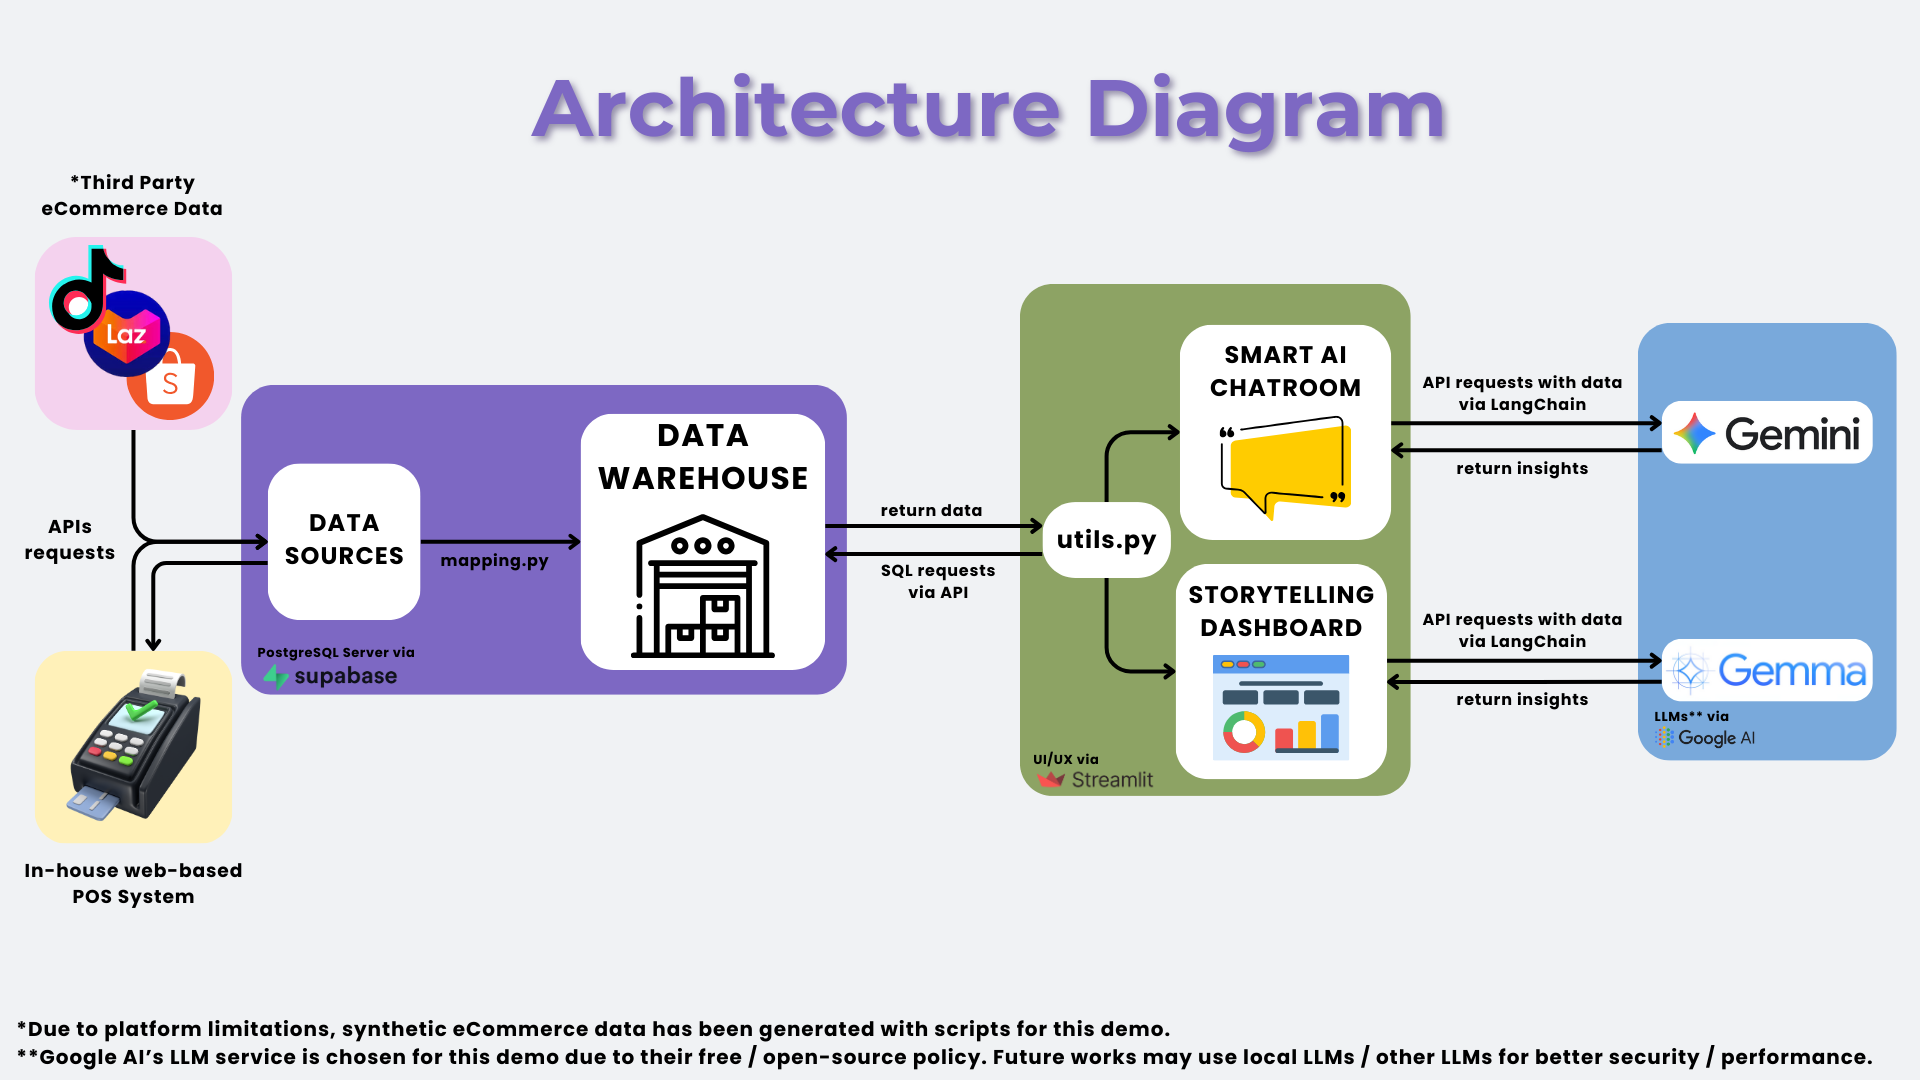 Architecture Diagram
*Third Party
eCommerce Data
Laz
S
APIs
requests
In-house web-based
POS System
DATA
SOURCES
mapping.py
DATA
WAREHOUSE
PostgreSQL Server via
supabase
return data
SQL requests
via API
utils.py
SMART AI
CHATROOM
STORYTELLING
DASHBOARD
UI/UX via
Streamlit
API requests with data
via LangChain
return insights
API requests with data
via LangChain
return insights
Gemini
Gemma
LLMs** via
Google AI
*Due to platform limitations, synthetic eCommerce data has been generated with scripts for this demo.
**Google AI’s LLM service is chosen for this demo due to their free / open-source policy. Future works may use local LLMs / other LLMs for better security / performance.